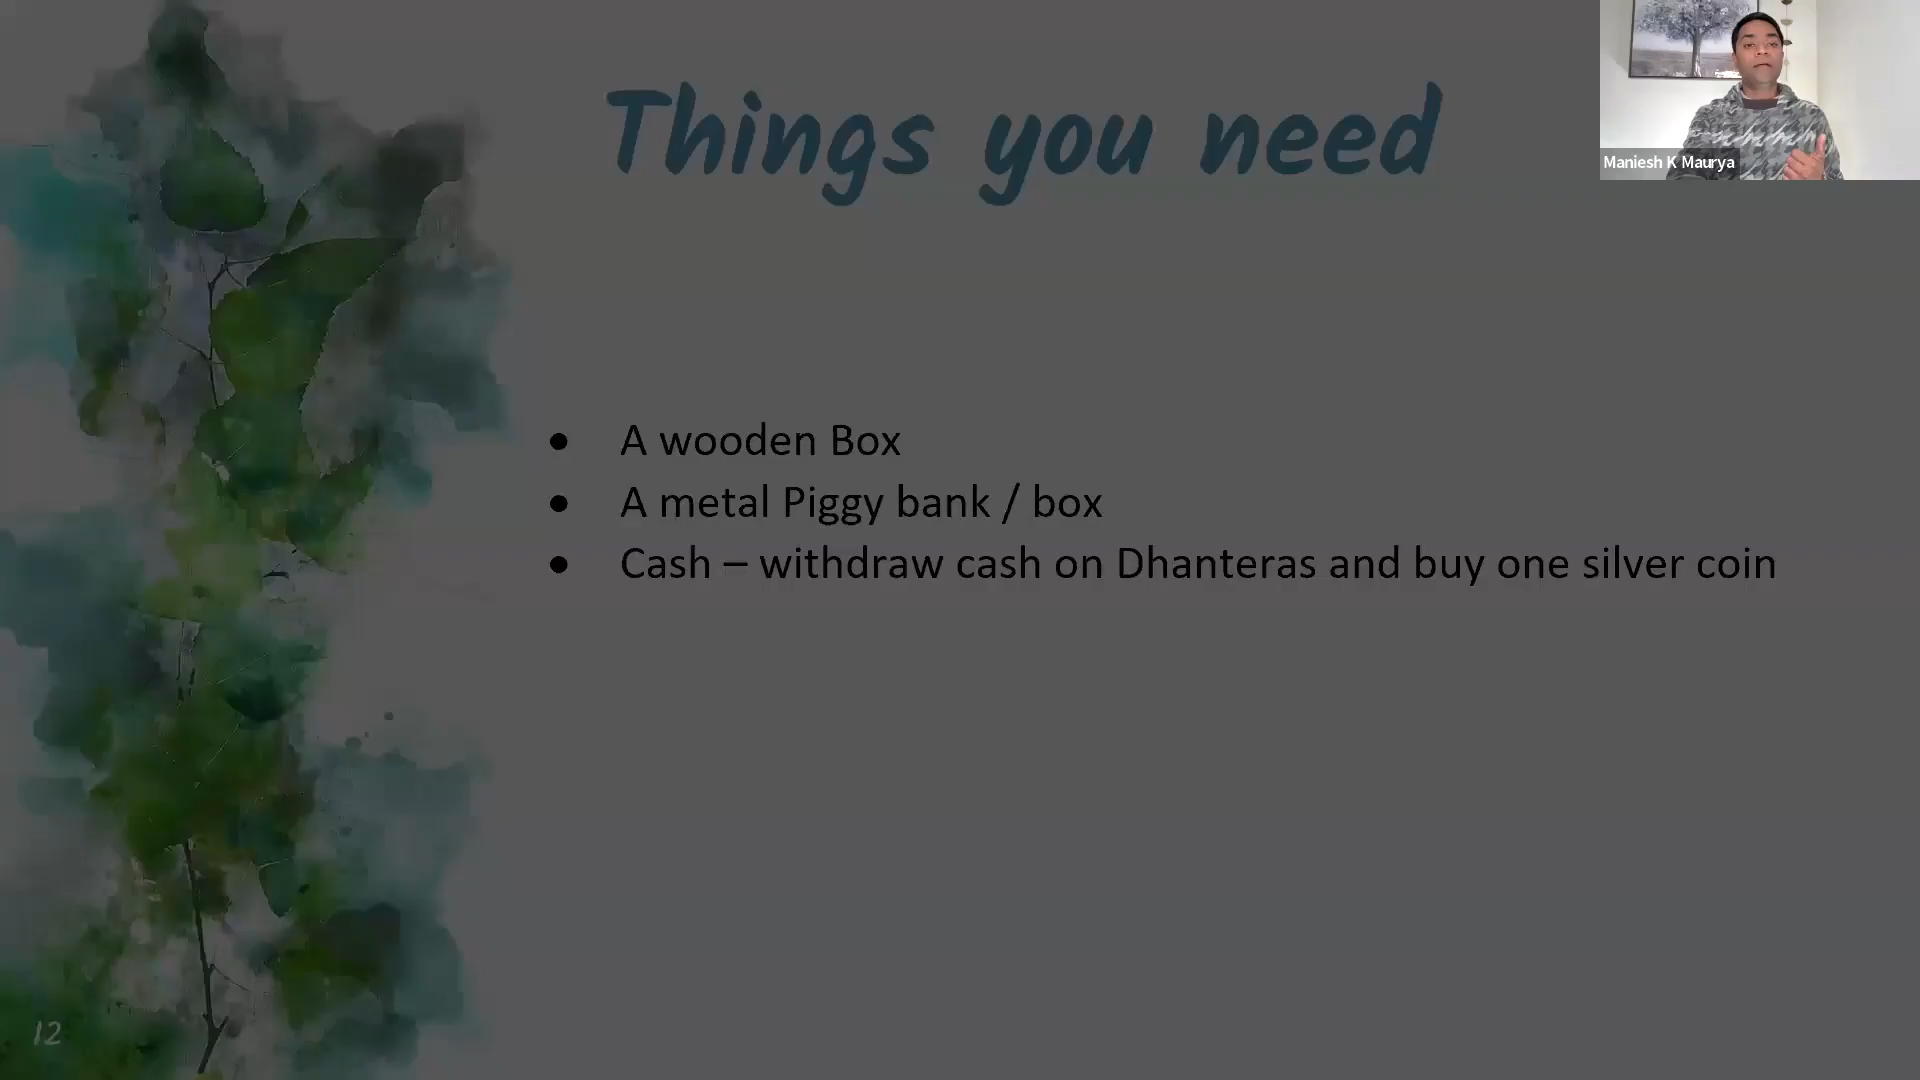 Things you need
Maniesh K Maurya
A wooden Box
A metal Piggy bank / box
Cash – withdraw cash on Dhanteras and buy one silver coin
12